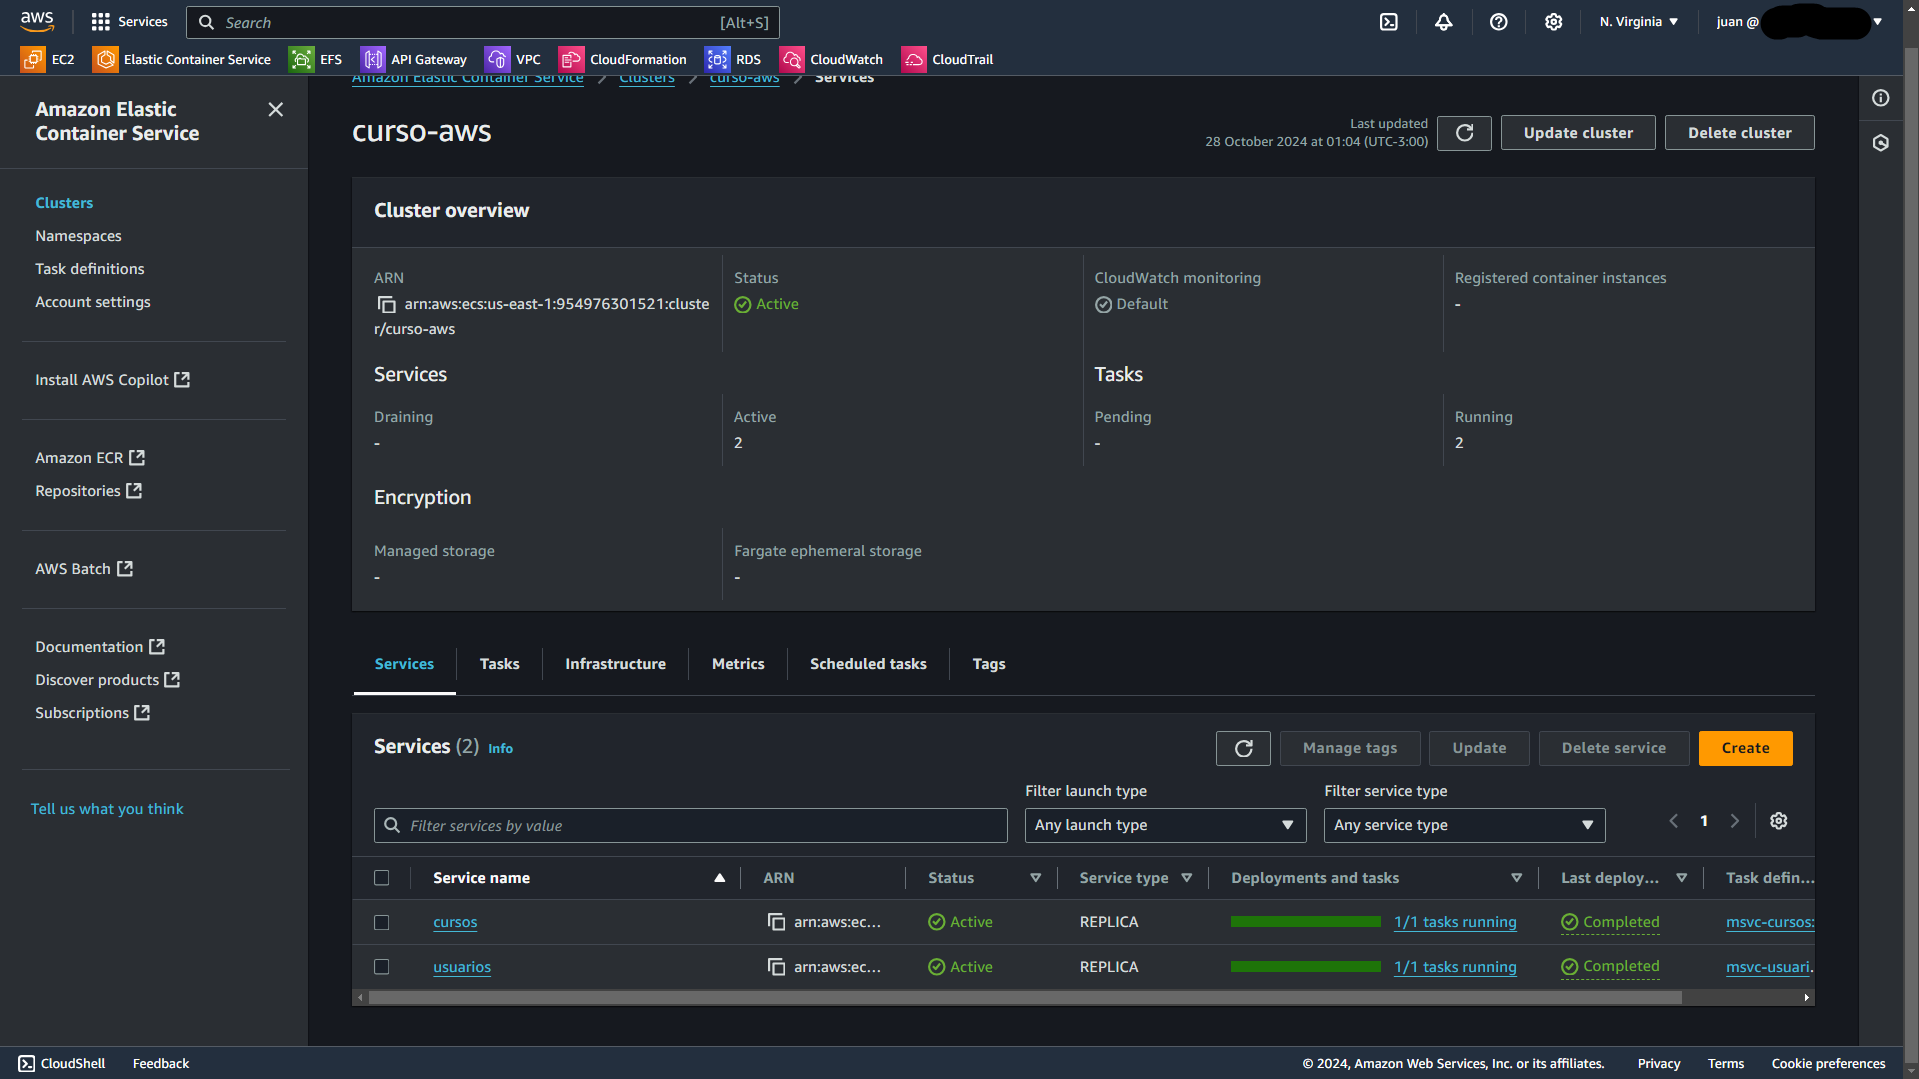 aws Services Search [Alt+S] N. Virginia juan @
EC2 Elastic Container Service EFS API Gateway VPC CloudFormation RDS CloudWatch CloudTrail
Amazon Elastic Container Service
Clusters
Namespaces
Task definitions
Account settings
Install AWS Copilot
Amazon ECR
Repositories
AWS Batch
Documentation
Discover products
Subscriptions
Tell us what you think
Amazon Elastic Container Service Clusters curso-aws Services
curso-aws
Last updated
28 October 2024 at 01:04 (UTC-3:00)
Update cluster Delete cluster
Cluster overview
ARN
arn:aws:ecs:us-east-1:954976301521:cluste
r/curso-aws
Status
Active
CloudWatch monitoring
Default
Registered container instances
-
Services
Draining
-
Active
2
Tasks
Pending
-
Running
2
Encryption
Managed storage
-
Fargate ephemeral storage
-
Services Tasks Infrastructure Metrics Scheduled tasks Tags
Services (2) Info
Manage tags Update Delete service Create
Filter services by value
Filter launch type
Any launch type
Filter service type
Any service type
1
Service name ARN Status Service type Deployments and tasks Last deploy... Task defin...
cursos arn:aws:ec... Active REPLICA 1/1 tasks running Completed msvc-cursos:
usuarios arn:aws:ec... Active REPLICA 1/1 tasks running Completed msvc-usuari.
CloudShell Feedback © 2024, Amazon Web Services, Inc. or its affiliates. Privacy Terms Cookie preferences